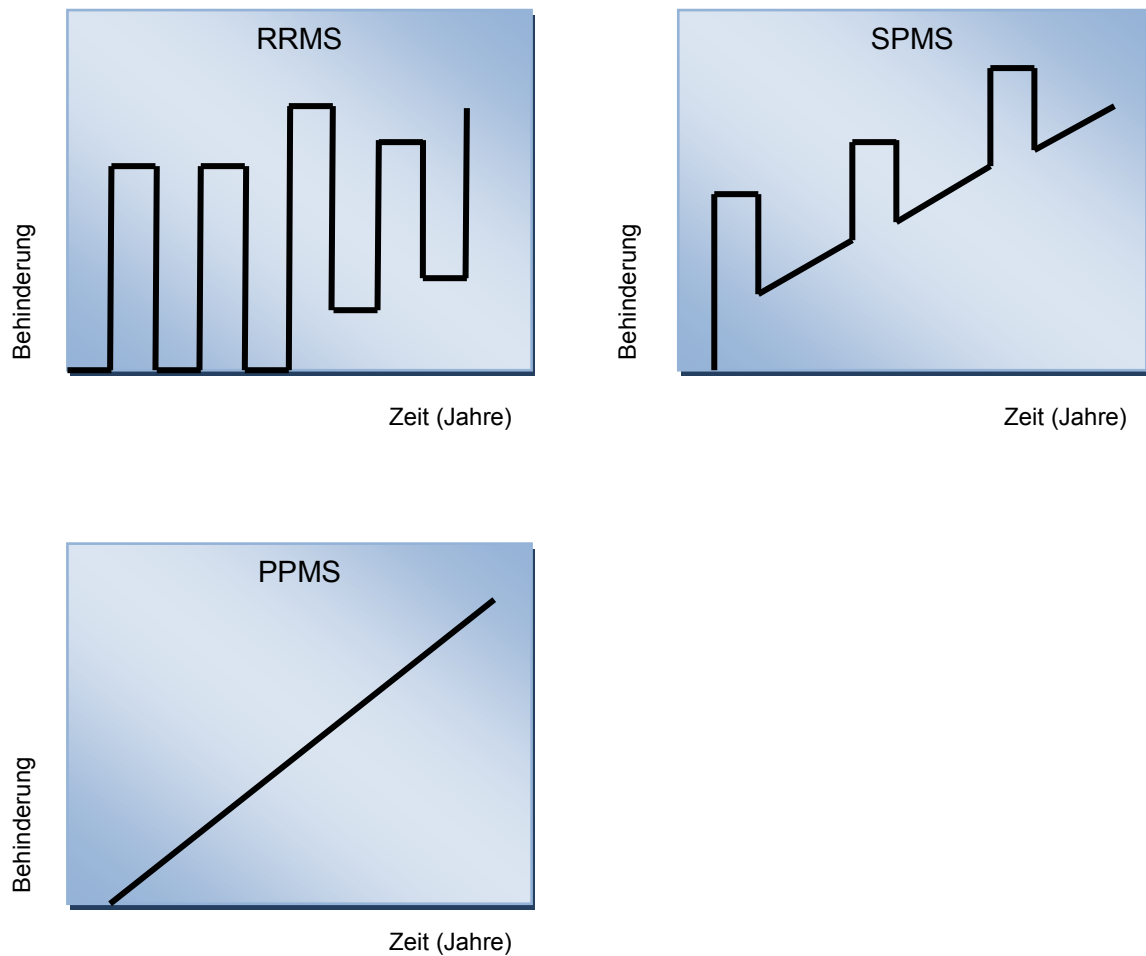 RRMS
Behinderung
Zeit (Jahre)
SPMS
Behinderung
Zeit (Jahre)
PPMS
Behinderung
Zeit (Jahre)